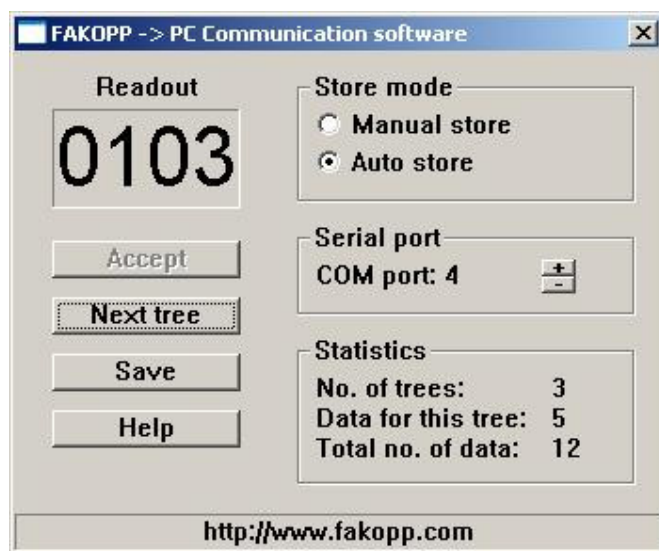 FAKOPP -> PC Communication software
Readout
0103
Accept
Next tree
Save
Help
Store mode
Manual store
Auto store
Serial port
COM port: 4
+
-
Statistics
No. of trees: 3
Data for this tree: 5
Total no. of data: 12
http://www.fakopp.com